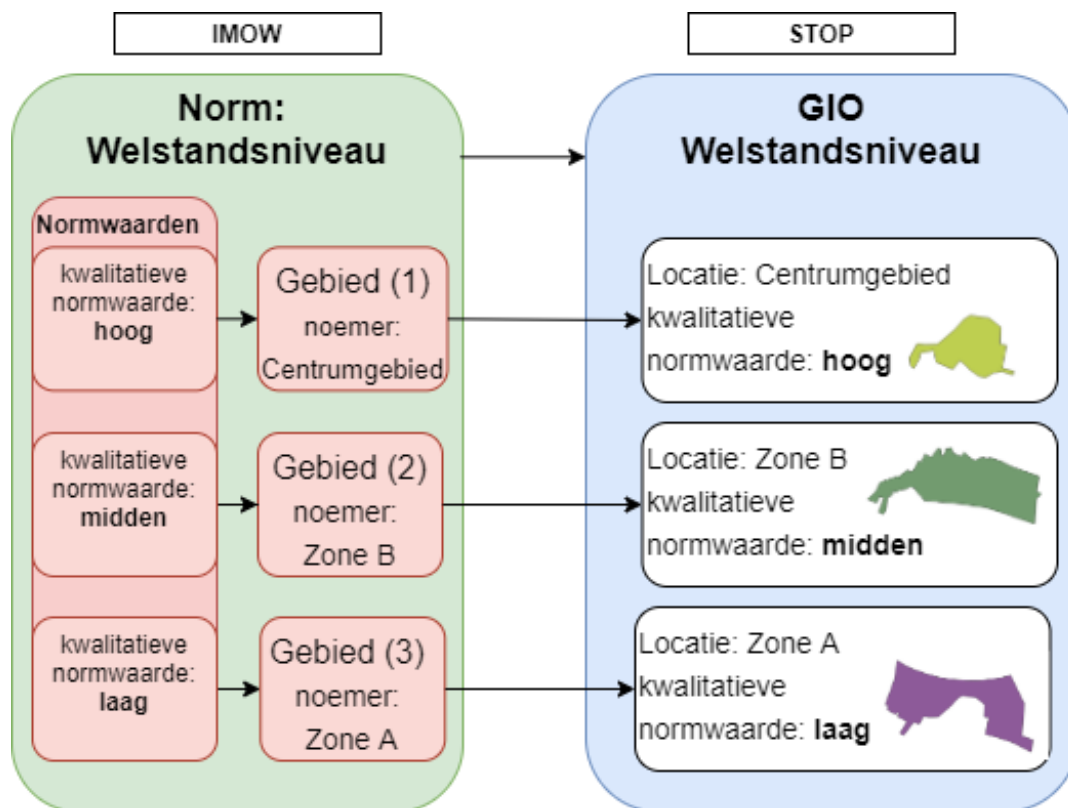 IMOW
STOP
Norm:
Welstandsniveau
GIO
Welstandsniveau
Normwaarden
kwalitatieve
normwaarde:
hoog
Gebied (1)
noemer:
Centrumgebied
Locatie: Centrumgebied
kwalitatieve
normwaarde: hoog
kwalitatieve
normwaarde:
midden
Gebied (2)
noemer:
Zone B
Locatie: Zone B
kwalitatieve
normwaarde: midden
kwalitatieve
normwaarde:
laag
Gebied (3)
noemer:
Zone A
Locatie: Zone A
kwalitatieve
normwaarde: laag